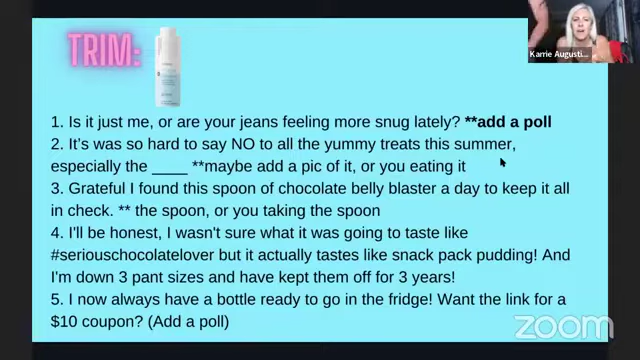 TRIM:
Karrie Augusti...
1. Is it just me, or are your jeans feeling more snug lately? **add a poll
2. It's was so hard to say NO to all the yummy treats this summer,
especially the ____ **maybe add a pic of it, or you eating it
3. Grateful I found this spoon of chocolate belly blaster a day to keep it all
in check. ** the spoon, or you taking the spoon
4. I'll be honest, I wasn't sure what it was going to taste like
#seriouschocolatelover but it actually tastes like snack pack pudding! And
I'm down 3 pant sizes and have kept them off for 3 years!
5. I now always have a bottle ready to go in the fridge! Want the link for a
$10 coupon? (Add a poll)
zoom